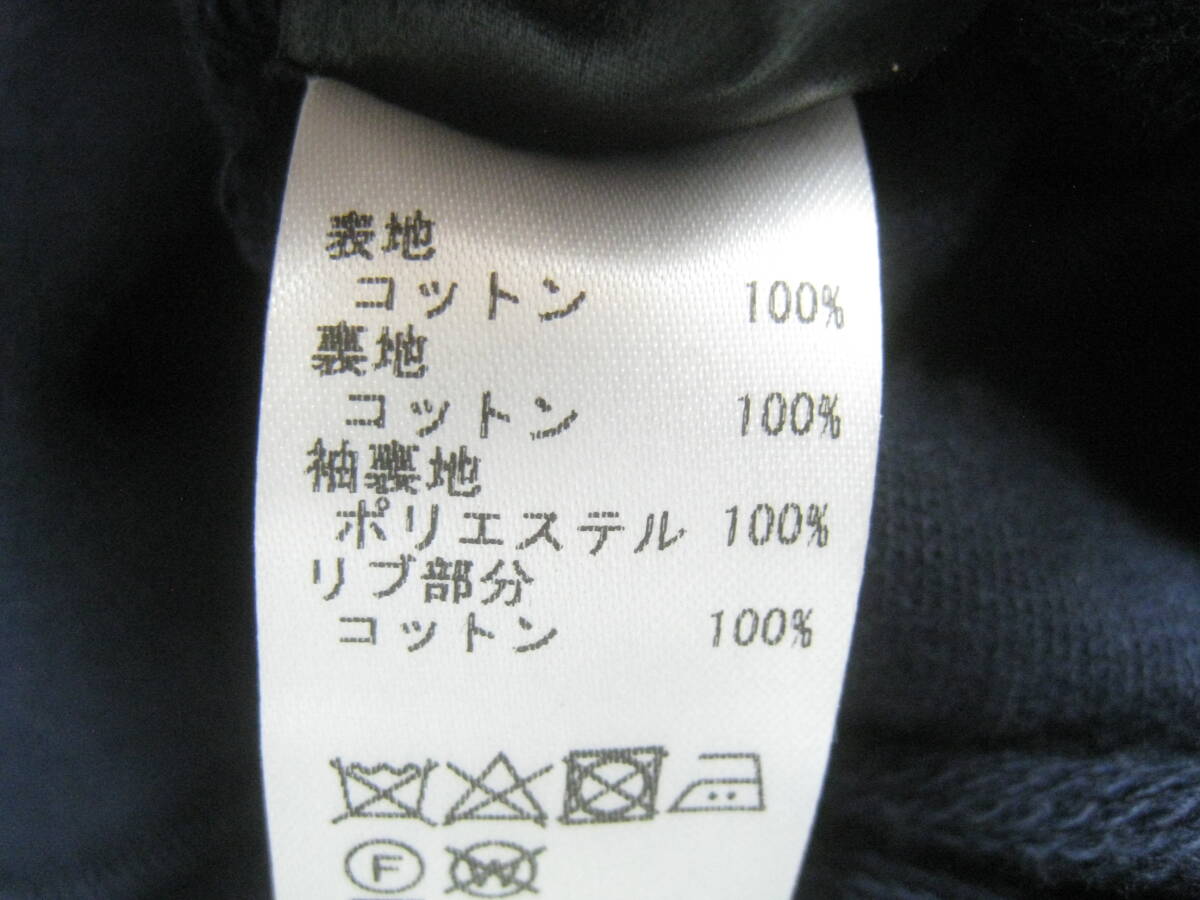 表地
コットン 100%
裏地
コットン 100%
袖裏地
ポリエステル 100%
リブ部分
コットン 100%
F W